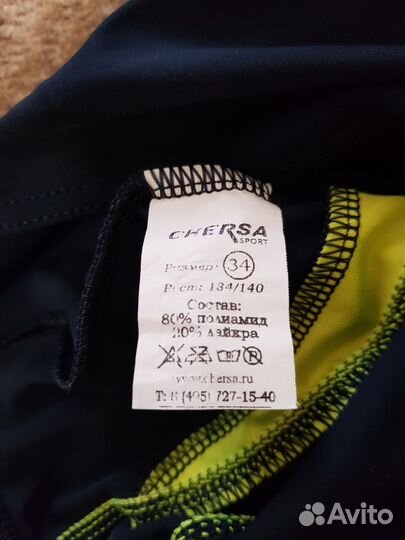 CHERSA
SPORT
Размер: 34
Рост: 134/140
Состав:
80% полиамид
20% лайкра
www.chersa.ru
Т: 8 (495) 727-15-40
Avito